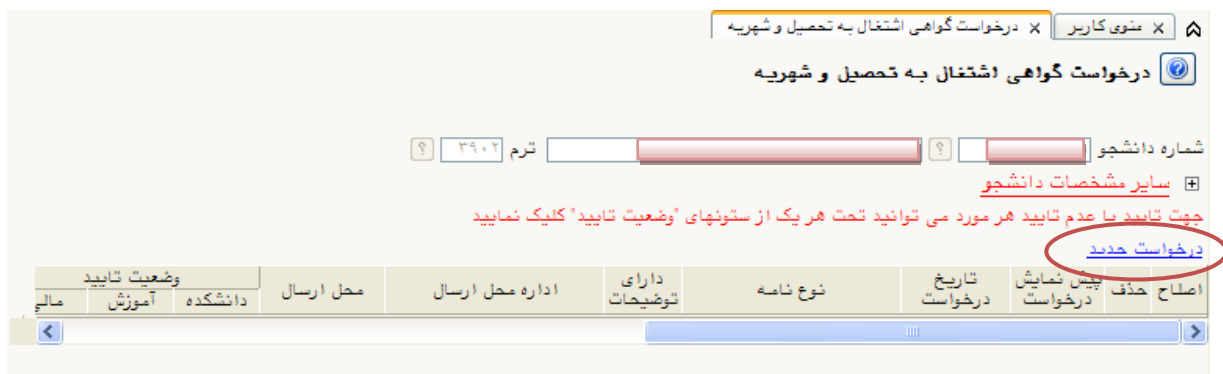 منوی کاربر x درخواست گواهی اشتغال به تحصیل و شهریه x
درخواست گواهی اشتغال به تحصیل و شهریه
شماره دانشجو ؟ ترم ۳۹۰۲ ؟
سایر مشخصات دانشجو
جهت تایید یا عدم تایید هر مورد می توانید تحت هر یک از ستونهای "وضعیت تایید" کلیک نمایید
درخواست جدید
اصلاح حذف پیش نمایش درخواست تاریخ درخواست نوع نامه دارای توضیحات اداره محل ارسال محل ارسال وضعیت تایید
دانشکده آموزش مالی